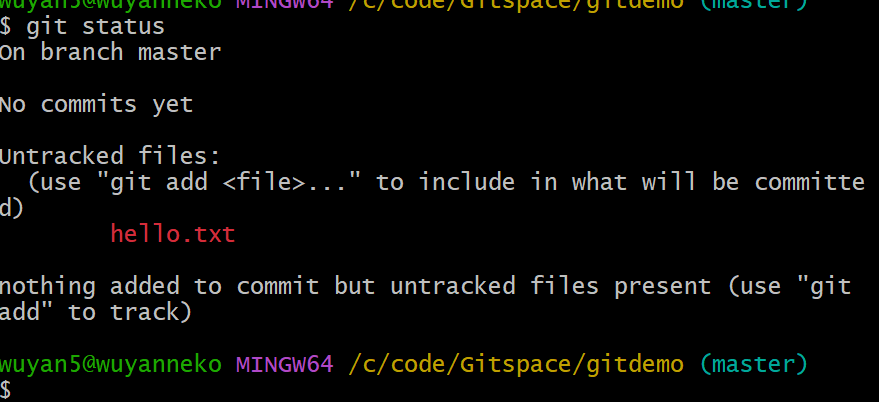 wuyan5@wuyanneko MINGW64 /c/code/Gitspace/gitdemo (master)
$ git status
On branch master
No commits yet
Untracked files:
  (use "git add <file>..." to include in what will be committe
d)
        hello.txt
nothing added to commit but untracked files present (use "git
add" to track)
wuyan5@wuyanneko MINGW64 /c/code/Gitspace/gitdemo (master)
$